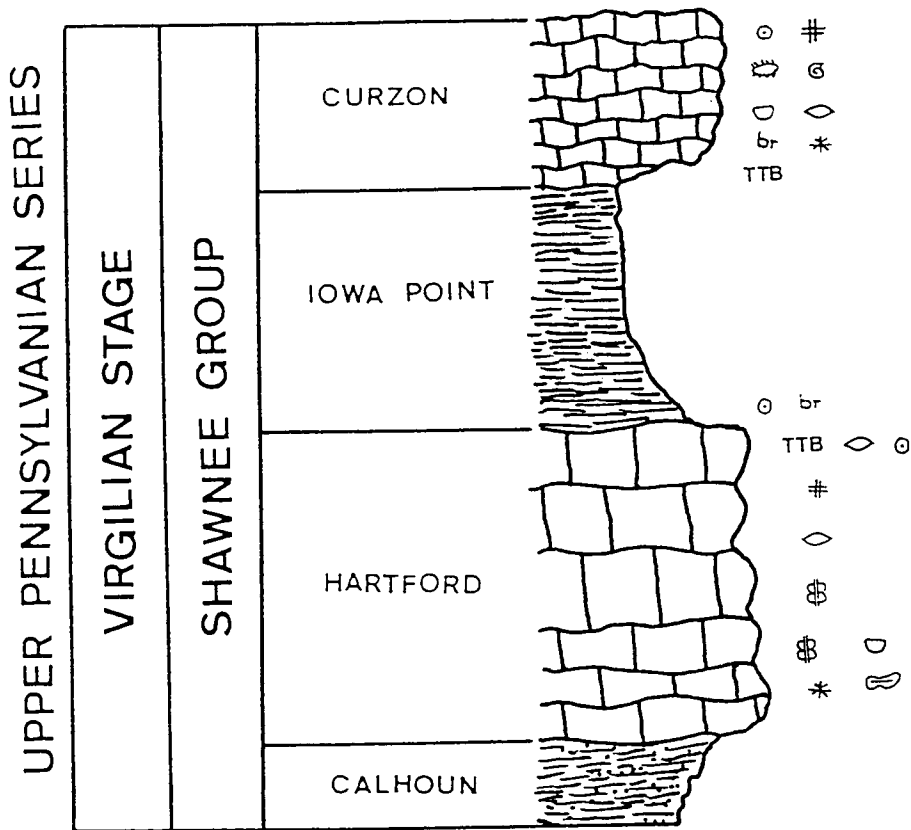 UPPER PENNSYLVANIAN SERIES
VIRGILIAN STAGE
SHAWNEE GROUP
CURZON
br
TTB
IOWA POINT
br
TTB
HARTFORD
CALHOUN